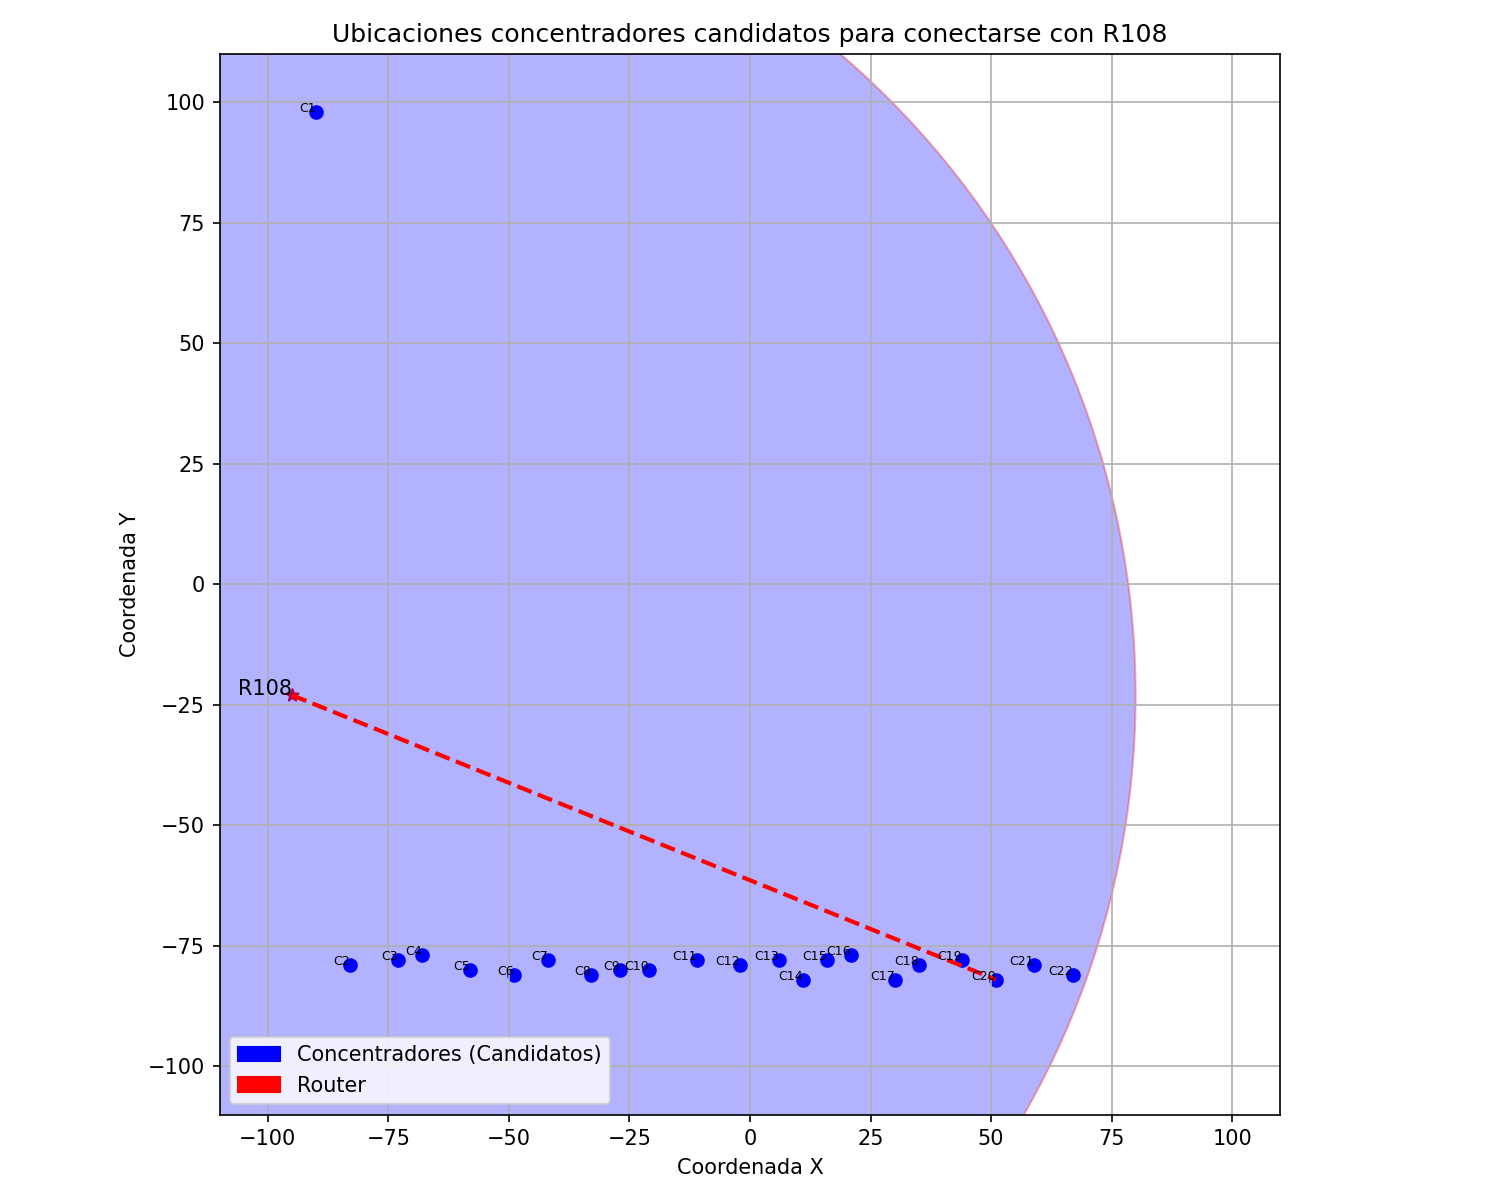 Ubicaciones concentradores candidatos para conectarse con R108
Coordenada Y
100
75
50
25
0
−25
−50
−75
−100
C1
R108
C2
C3
C4
C5
C6
C7
C8
C9
C10
C11
C12
C13
C14
C15
C16
C17
C18
C19
C20
C21
C22
Concentradores (Candidatos)
Router
−100 −75 −50 −25 0 25 50 75 100
Coordenada X